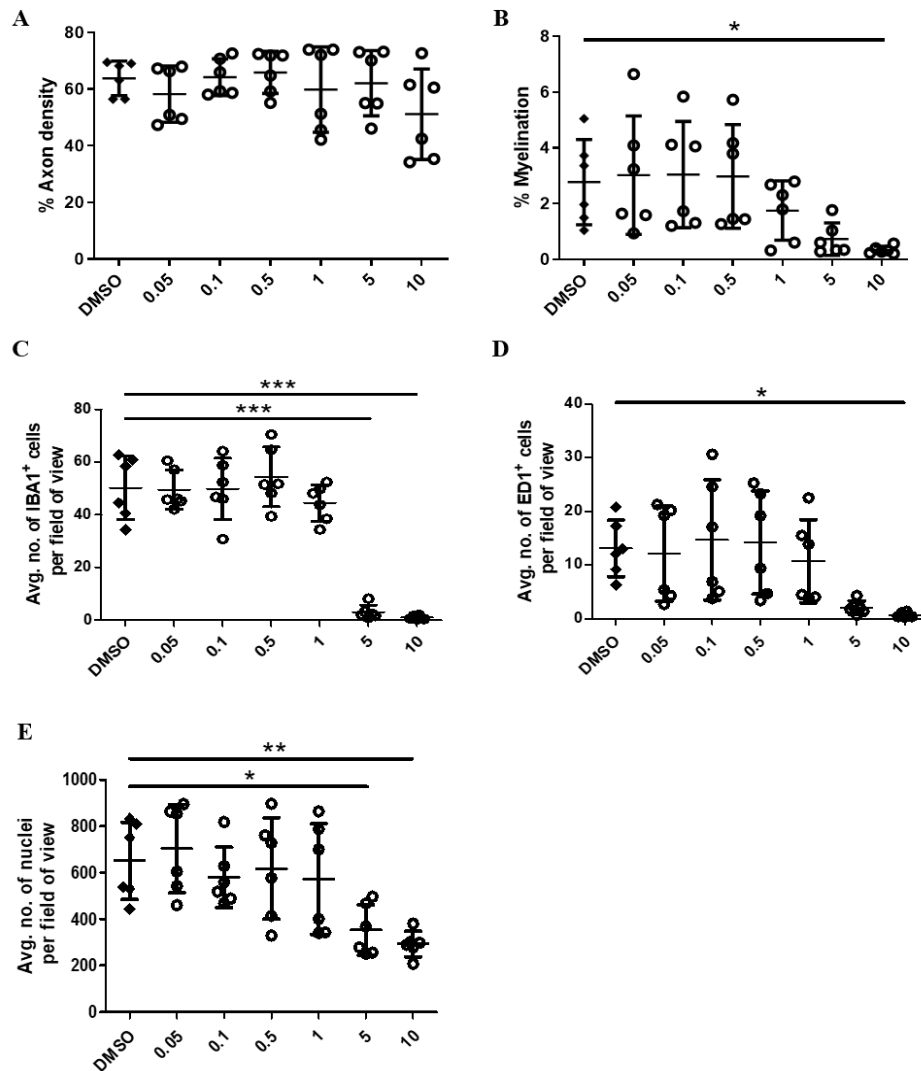 A
% Axon density
80
60
40
20
0
DMSO 0.05 0.1 0.5 1 5 10
B
*
% Myelination
8
6
4
2
0
DMSO 0.05 0.1 0.5 1 5 10
C
***
***
Avg. no. of IBA1⁺ cells
per field of view
80
60
40
20
0
DMSO 0.05 0.1 0.5 1 5 10
D
*
Avg. no. of ED1⁺ cells
per field of view
40
30
20
10
0
DMSO 0.05 0.1 0.5 1 5 10
E
**
*
Avg. no. of nuclei
per field of view
1000
800
600
400
200
0
DMSO 0.05 0.1 0.5 1 5 10